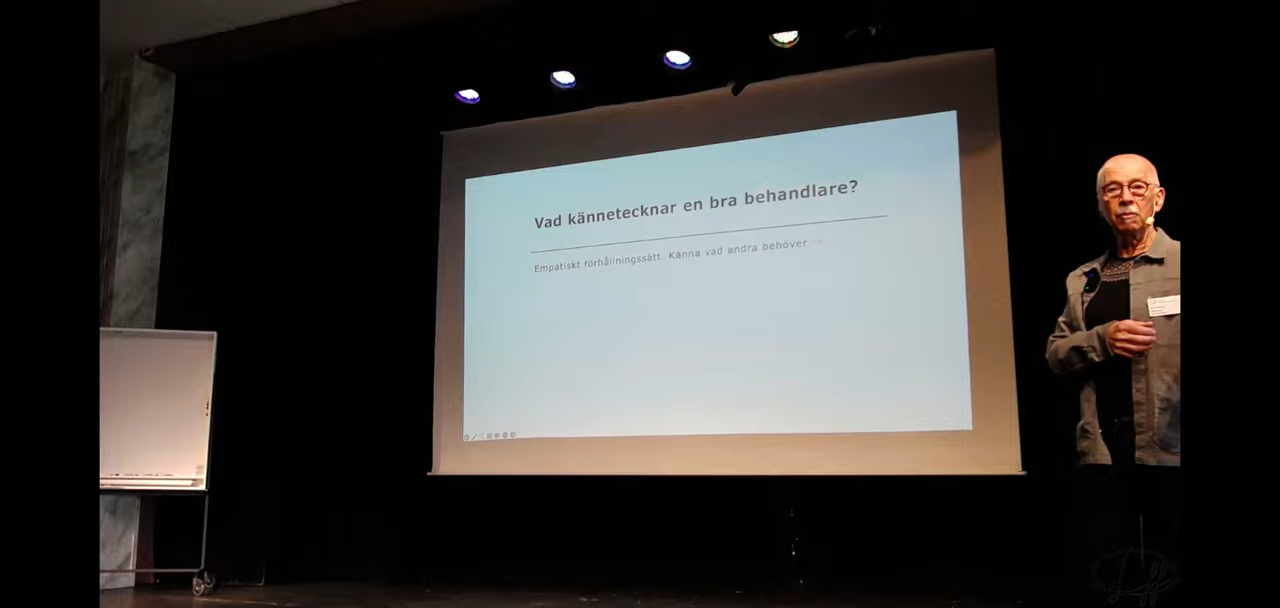 Vad kännetecknar en bra behandlare?
Empatiskt förhållningssätt. Känna vad andra behöver